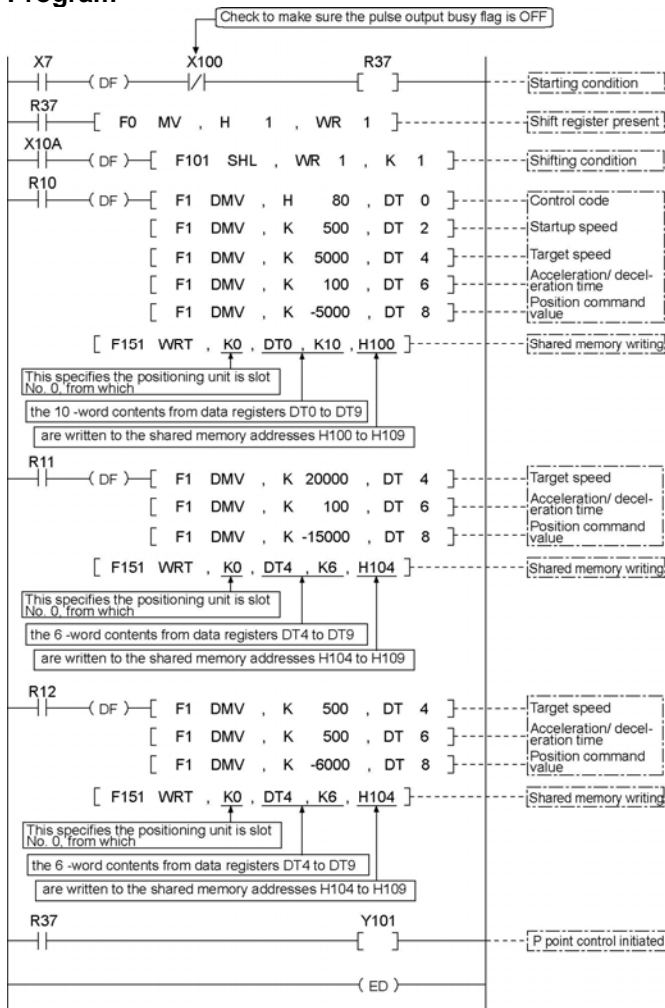 Program
Check to make sure the pulse output busy flag is OFF
X7 X100 R37
( DF ) [ ] Starting condition
R37
[ F0 MV , H 1 , WR 1 ] Shift register present
X10A
( DF ) [ F101 SHL , WR 1 , K 1 ] Shifting condition
R10
( DF ) [ F1 DMV , H 80 , DT 0 ] Control code
[ F1 DMV , K 500 , DT 2 ] Startup speed
[ F1 DMV , K 5000 , DT 4 ] Target speed
[ F1 DMV , K 100 , DT 6 ] Acceleration/ decel-
eration time
[ F1 DMV , K -5000 , DT 8 ] Position command
value
[ F151 WRT , K0 , DT0 , K10 , H100 ] Shared memory writing
This specifies the positioning unit is slot
No. 0, from which
the 10 -word contents from data registers DT0 to DT9
are written to the shared memory addresses H100 to H109
R11
( DF ) [ F1 DMV , K 20000 , DT 4 ] Target speed
[ F1 DMV , K 100 , DT 6 ] Acceleration/ decel-
eration time
[ F1 DMV , K -15000 , DT 8 ] Position command
value
[ F151 WRT , K0 , DT4 , K6 , H104 ] Shared memory writing
This specifies the positioning unit is slot
No. 0, from which
the 6 -word contents from data registers DT4 to DT9
are written to the shared memory addresses H104 to H109
R12
( DF ) [ F1 DMV , K 500 , DT 4 ] Target speed
[ F1 DMV , K 500 , DT 6 ] Acceleration/ decel-
eration time
[ F1 DMV , K -6000 , DT 8 ] Position command
value
[ F151 WRT , K0 , DT4 , K6 , H104 ] Shared memory writing
This specifies the positioning unit is slot
No. 0, from which
the 6 -word contents from data registers DT4 to DT9
are written to the shared memory addresses H104 to H109
R37 Y101
[ ] P point control initiated
( ED )